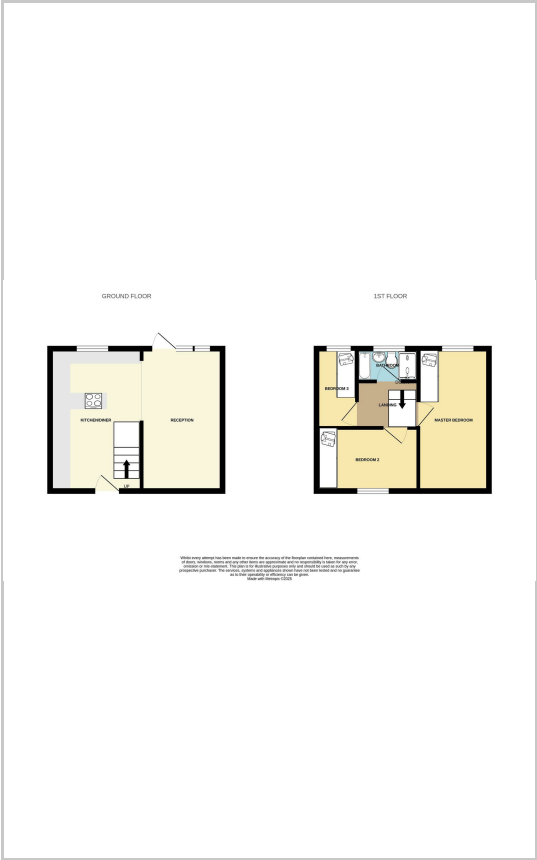 GROUND FLOOR
1ST FLOOR
KITCHEN/DINER
RECEPTION
UP
BEDROOM 3
BATHROOM
LANDING
MASTER BEDROOM
BEDROOM 2
Whilst every attempt has been made to ensure the accuracy of the floorplan contained here, measurements
of doors, windows, rooms and any other items are approximate and no responsibility is taken for any error,
omission or mis-statement. This plan is for illustrative purposes only and should be used as such by any
prospective purchaser. The services, systems and appliances shown have not been tested and no guarantee
as to their operability or efficiency can be given.
Made with Metropix ©2025